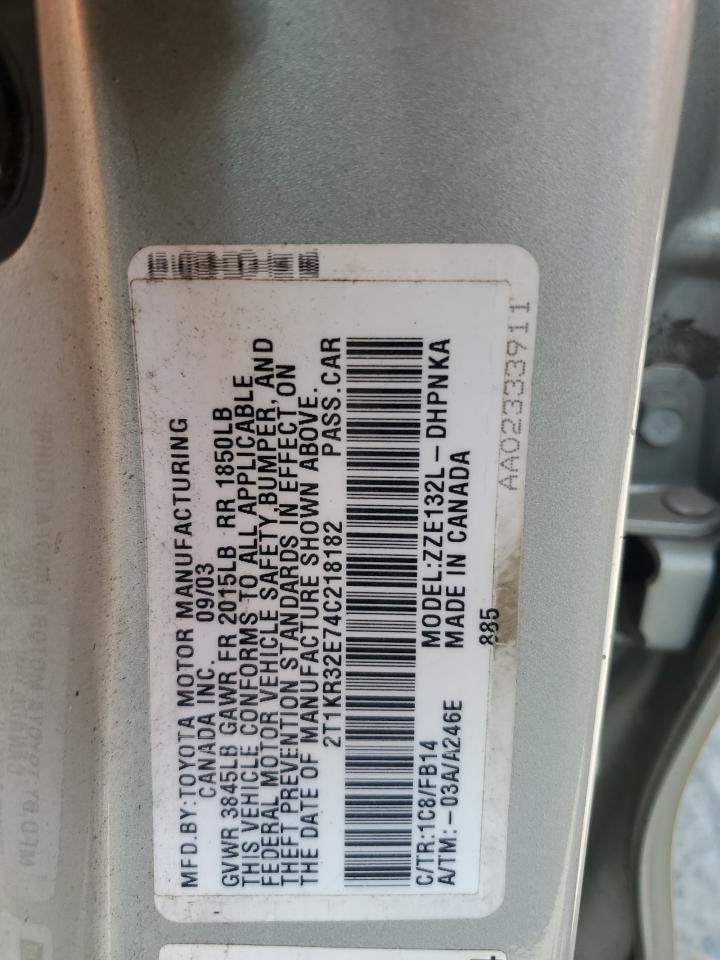 MFD.BY:TOYOTA MOTOR MANUFACTURING
CANADA INC. 09/03
GVWR 3845LB GAWR FR 2015LB RR 1850LB
THIS VEHICLE CONFORMS TO ALL APPLICABLE
FEDERAL MOTOR VEHICLE SAFETY,BUMPER, AND
THEFT PREVENTION STANDARDS IN EFFECT, ON
THE DATE OF MANUFACTURE SHOWN ABOVE.
2T1KR32E74C218182 PASS.CAR
C/TR:1C8/FB14 MODEL:ZZE132L-DHPNKA
A/TM:-03A/A246E MADE IN CANADA
885
AA02333911